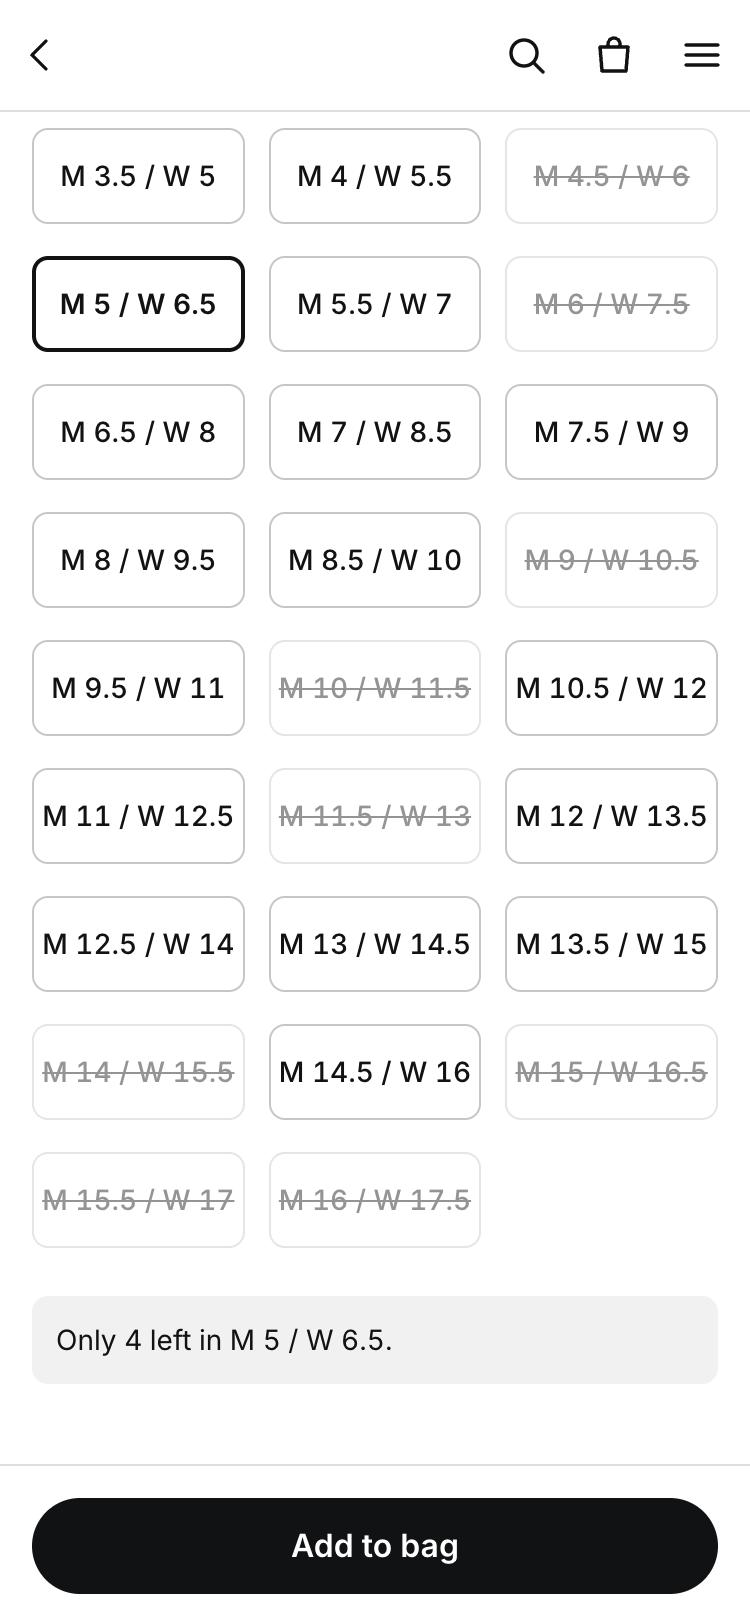 M 3.5 / W 5
M 4 / W 5.5
M 4.5 / W 6
M 5 / W 6.5
M 5.5 / W 7
M 6 / W 7.5
M 6.5 / W 8
M 7 / W 8.5
M 7.5 / W 9
M 8 / W 9.5
M 8.5 / W 10
M 9 / W 10.5
M 9.5 / W 11
M 10 / W 11.5
M 10.5 / W 12
M 11 / W 12.5
M 11.5 / W 13
M 12 / W 13.5
M 12.5 / W 14
M 13 / W 14.5
M 13.5 / W 15
M 14 / W 15.5
M 14.5 / W 16
M 15 / W 16.5
M 15.5 / W 17
M 16 / W 17.5
Only 4 left in M 5 / W 6.5.
Add to bag